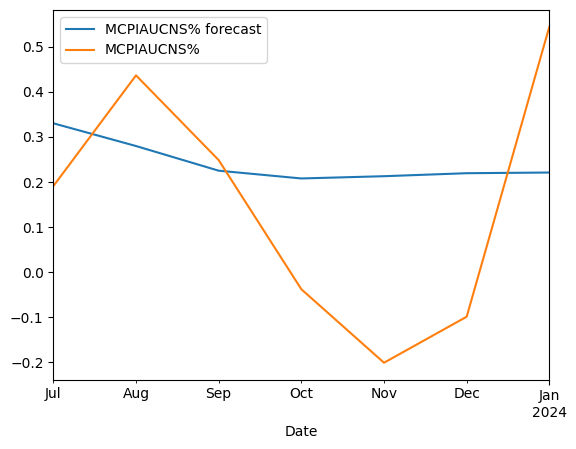 MCPIAUCNS% forecast
MCPIAUCNS%
0.5
0.4
0.3
0.2
0.1
0.0
−0.1
−0.2
Jul Aug Sep Oct Nov Dec Jan
2024
Date